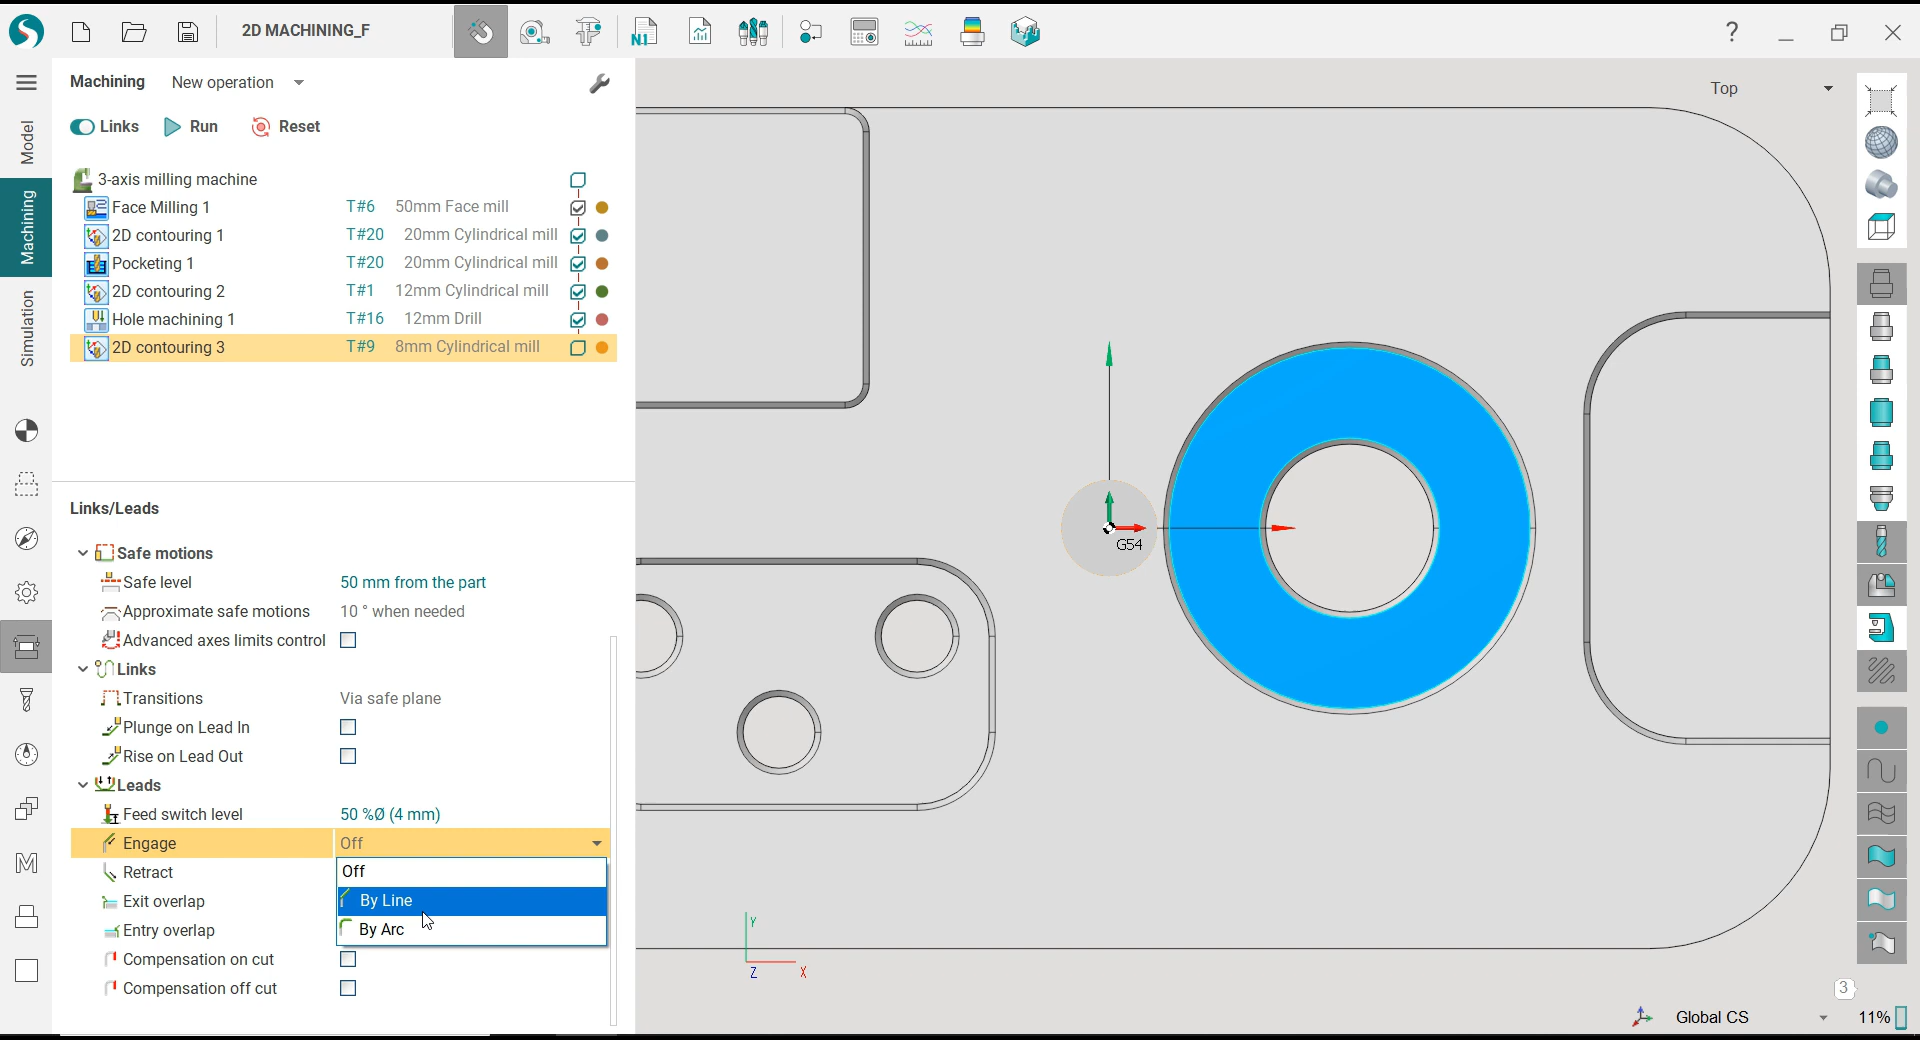 2D MACHINING_F
N1
?
Machining
New operation
Links
Run
Reset
Model
Machining
Simulation
3-axis milling machine
Face Milling 1 T#6 50mm Face mill
2D contouring 1 T#20 20mm Cylindrical mill
Pocketing 1 T#20 20mm Cylindrical mill
2D contouring 2 T#1 12mm Cylindrical mill
Hole machining 1 T#16 12mm Drill
2D contouring 3 T#9 8mm Cylindrical mill
Links/Leads
Safe motions
Safe level 50 mm from the part
Approximate safe motions 10 ° when needed
Advanced axes limits control
Links
Transitions Via safe plane
Plunge on Lead In
Rise on Lead Out
Leads
Feed switch level 50 %Ø (4 mm)
Engage Off
Off
Retract
By Line
Exit overlap
By Arc
Entry overlap
Compensation on cut
Compensation off cut
Top
G54
Y
Z
X
3
Global CS
11%